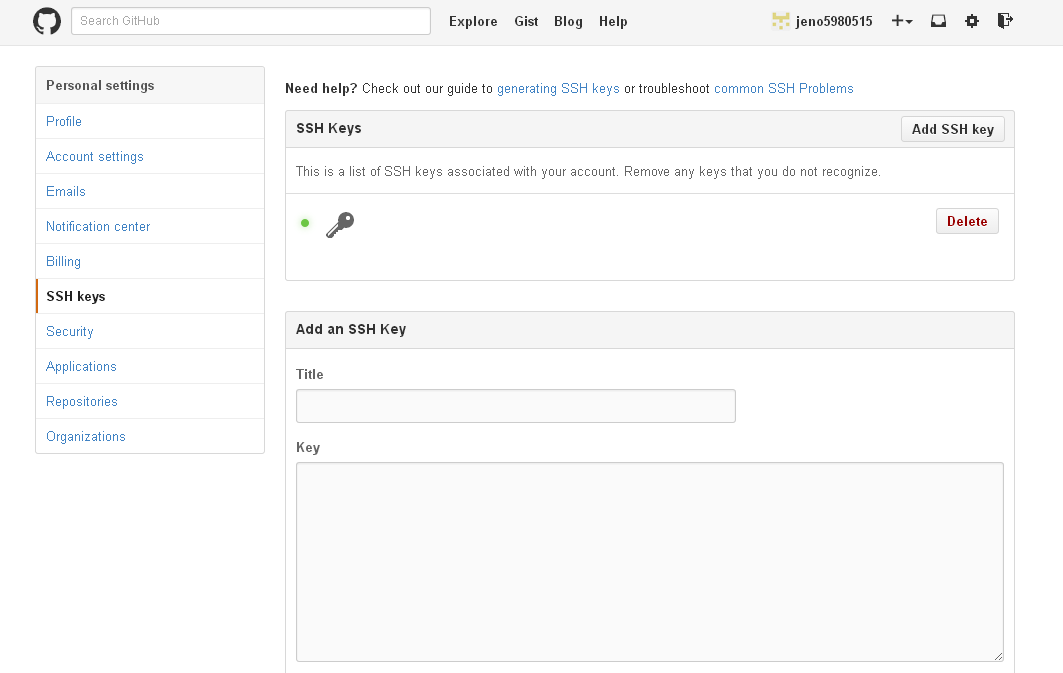 Search GitHub
Explore Gist Blog Help
jeno5980515
Personal settings
Profile
Account settings
Emails
Notification center
Billing
SSH keys
Security
Applications
Repositories
Organizations
Need help? Check out our guide to generating SSH keys or troubleshoot common SSH Problems
SSH Keys
Add SSH key
This is a list of SSH keys associated with your account. Remove any keys that you do not recognize.
Delete
Add an SSH Key
Title
Key